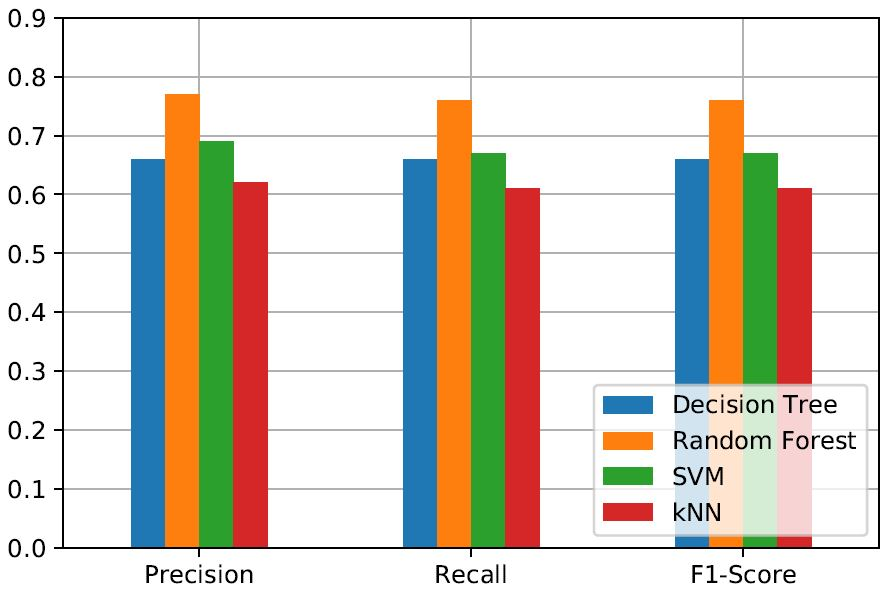 0.9
0.8
0.7
0.6
0.5
0.4
0.3
0.2
0.1
0.0
Decision Tree
Random Forest
SVM
kNN
Precision Recall F1-Score